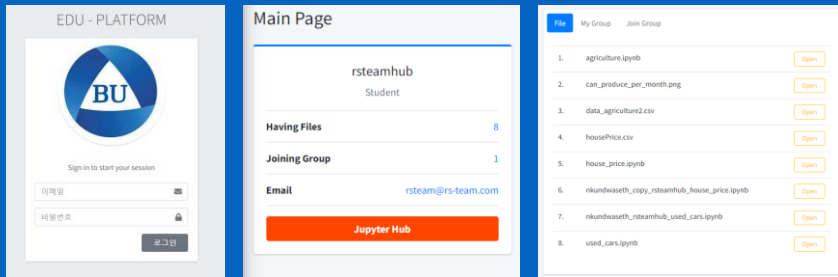 EDU - PLATFORM
BU
Sign in to start your session
이메일
비밀번호
로그인
Main Page
rsteamhub
Student
Having Files 8
Joining Group 1
Email rsteam@rs-team.com
Jupyter Hub
File My Group Join Group
1. agriculture.ipynb Open
2. can_produce_per_month.png Open
3. data_agriculture2.csv Open
4. housePrice.csv Open
5. house_price.ipynb Open
6. nkundwaseth_copy_rsteamhub_house_price.ipynb Open
7. nkundwaseth_rsteamhub_used_cars.ipynb Open
8. used_cars.ipynb Open